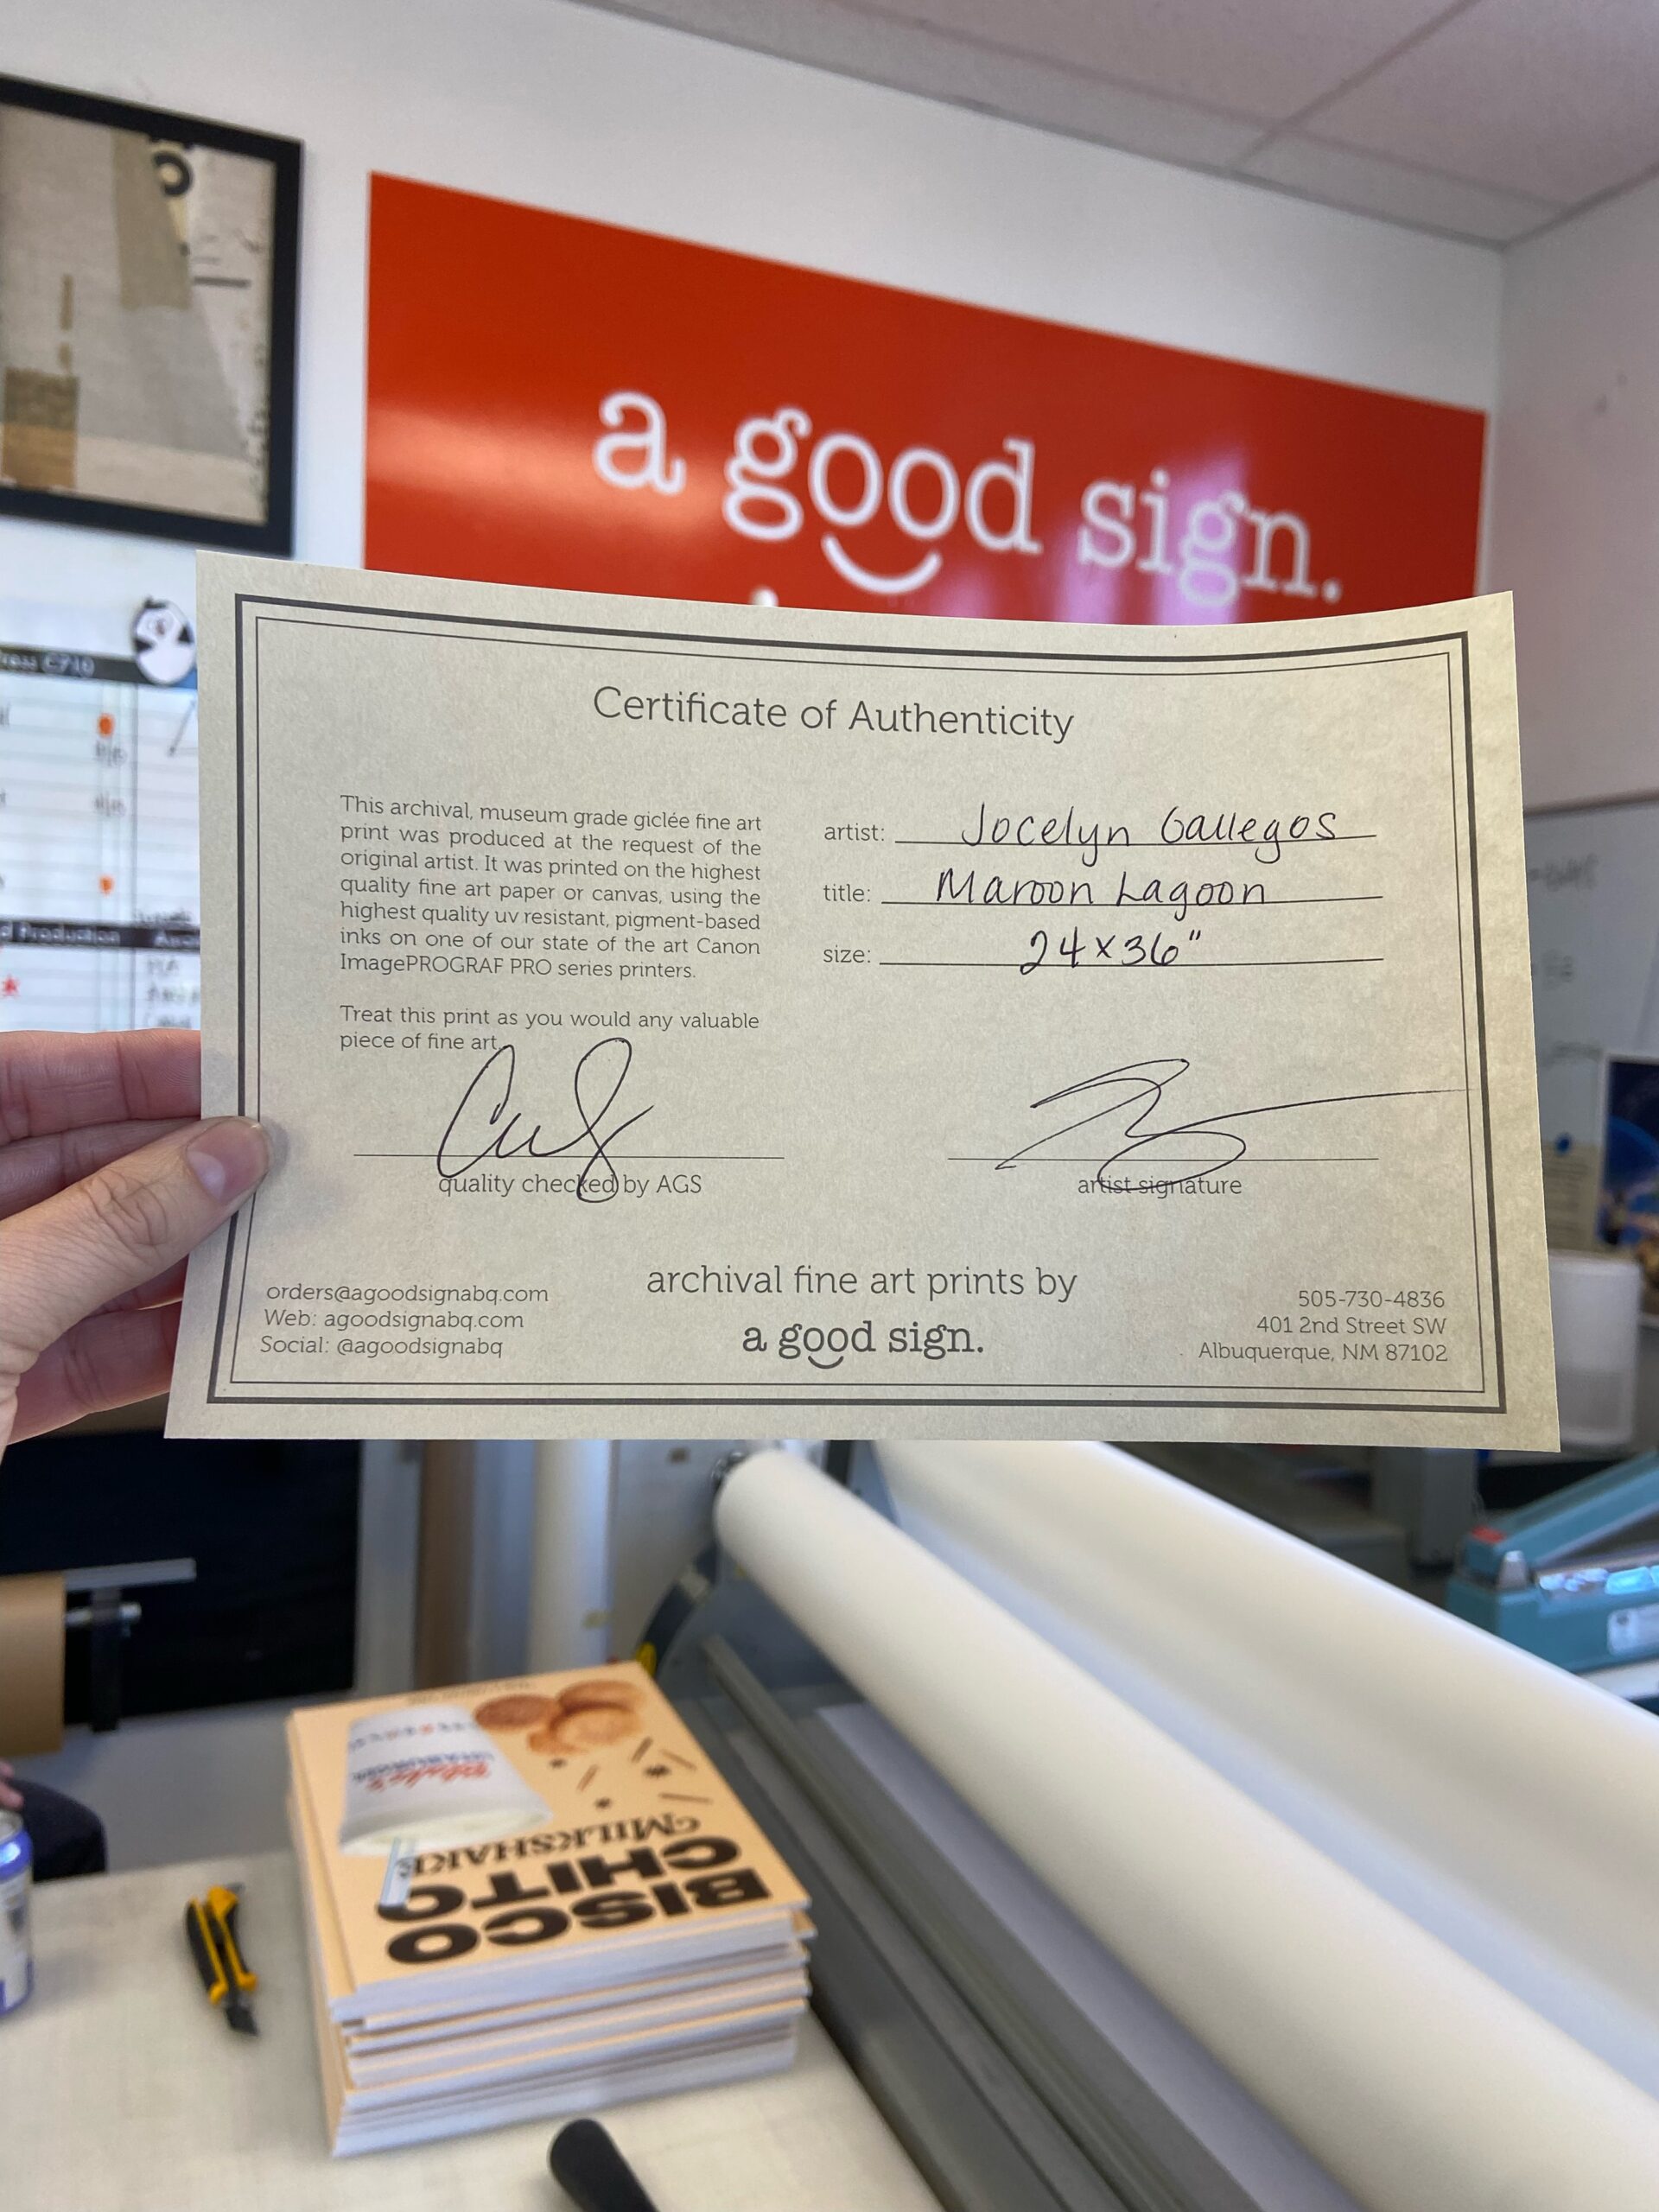 a good sign.
Certificate of Authenticity
This archival, museum grade giclée fine art
print was produced at the request of the
original artist. It was printed on the highest
quality fine art paper or canvas, using the
highest quality uv resistant, pigment-based
inks on one of our state of the art Canon
ImagePROGRAF PRO series printers.
Treat this print as you would any valuable
piece of fine art.
artist: Jocelyn Gallegos
title: Maroon Lagoon
size: 24x36"
quality checked by AGS
artist signature
orders@agoodsignabq.com
Web: agoodsignabq.com
Social: @agoodsignabq
archival fine art prints by
a good sign.
505-730-4836
401 2nd Street SW
Albuquerque, NM 87102
Production
BISCO
CHITO
MILKSHAKE